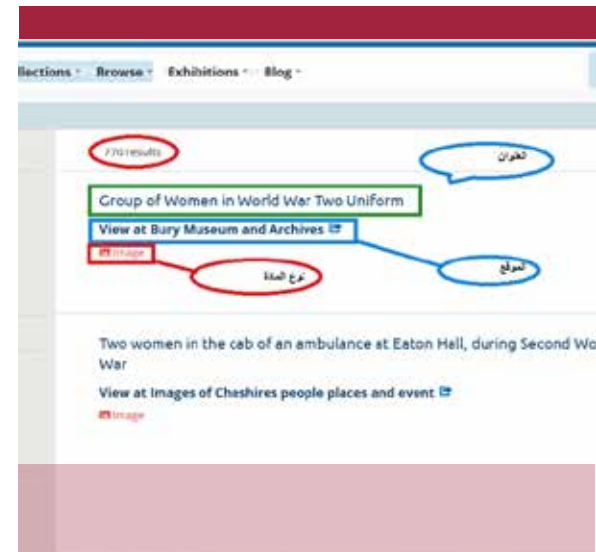 llections Browse Exhibitions Blog
770 results
العنوان
Group of Women in World War Two Uniform
View at Bury Museum and Archives
Image
نوع المادة
الموقع
Two women in the cab of an ambulance at Eaton Hall, during Second Wo
War
View at Images of Cheshires people places and event
Image